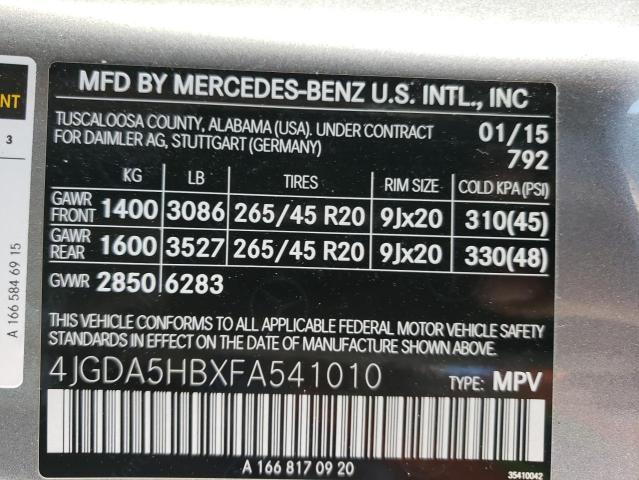 MFD BY MERCEDES-BENZ U.S. INTL., INC
TUSCALOOSA COUNTY, ALABAMA (USA). UNDER CONTRACT 01/15
FOR DAIMLER AG, STUTTGART (GERMANY) 792
KG LB TIRES RIM SIZE COLD KPA (PSI)
GAWR FRONT 1400 3086 265/45 R20 9Jx20 310(45)
GAWR REAR 1600 3527 265/45 R20 9Jx20 330(48)
GVWR 2850 6283
THIS VEHICLE CONFORMS TO ALL APPLICABLE FEDERAL MOTOR VEHICLE SAFETY
STANDARDS IN EFFECT ON THE DATE OF MANUFACTURE SHOWN ABOVE.
4JGDA5HBXFA541010 TYPE: MPV
A 166 817 09 20
35410042
NT
3
A 166 584 69 15